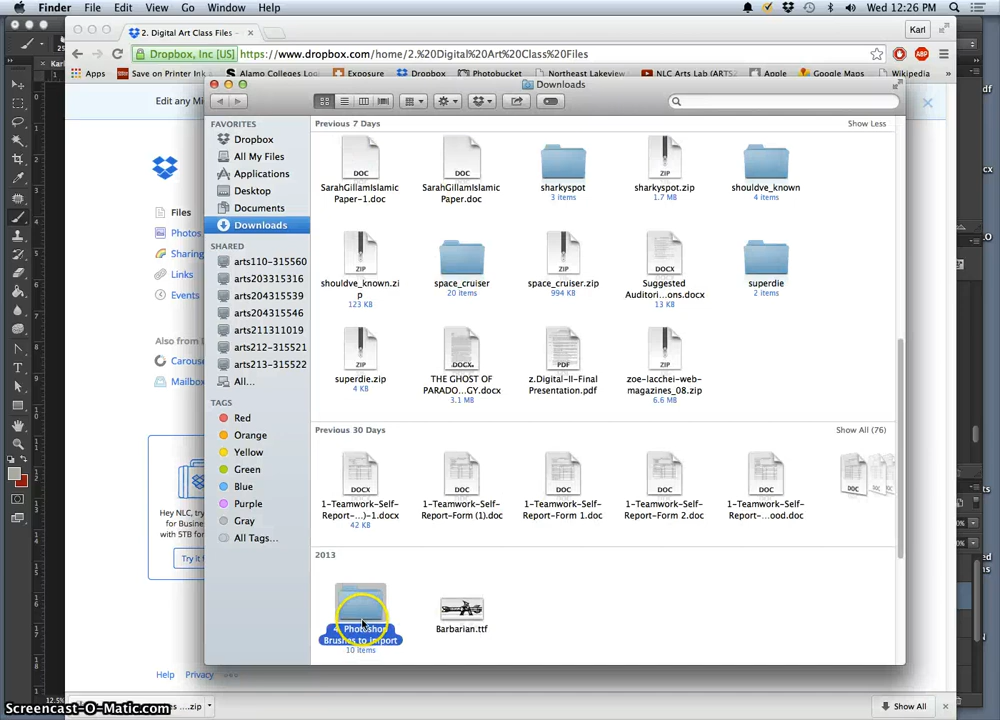 Finder File Edit View Go Window Help
Wed 12:26 PM
2. Digital Art Class Files –
Karl
Dropbox, Inc [US] https://www.dropbox.com/home/2.%20Digital%20Art%20Class%20Files
Apps Save on Printer Ink Alamo Colleges Exposure Dropbox Photobucket Northeast Lakeview NLC Arts Lab (ARTS2 Apple Google Maps Wikipedia
Edit any Mi
Downloads
FAVORITES
Dropbox
All My Files
Applications
Desktop
Documents
Downloads
SHARED
arts110-315560
arts203315316
arts204315539
arts204315546
arts211311019
arts212-315521
arts213-315522
All...
TAGS
Red
Orange
Yellow
Green
Blue
Purple
Gray
All Tags...
Files
Photos
Sharing
Links
Events
Also from
Carouse
Mailbox
Hey NLC, try
for Business
with 5TB for
Try it
Help Privacy
Previous 7 Days Show Less
DOC DOC ZIP
SarahGillamIslamic Paper-1.doc
SarahGillamIslamic Paper.doc
sharkyspot
3 items
sharkyspot.zip
1.7 MB
shouldve_known
4 items
ZIP ZIP DOCX
shouldve_known.zi
p
123 KB
space_cruiser
20 items
space_cruiser.zip
994 KB
Suggested
Auditori...ons.docx
13 KB
superdie
2 items
ZIP DOCX PDF ZIP
superdie.zip
4 KB
THE GHOST OF
PARADO...GY.docx
3.1 MB
z.Digital-II-Final
Presentation.pdf
zoe-lacchei-web-
magazines_08.zip
6.6 MB
Previous 30 Days Show All (76)
DOCX DOC DOC DOC DOC DOC
1-Teamwork-Self-
Report-...)-1.docx
42 KB
1-Teamwork-Self-
Report-Form (1).doc
1-Teamwork-Self-
Report-Form 1.doc
1-Teamwork-Self-
Report-Form 2.doc
1-Teamwork-Self-
Report-...ood.doc
2013
Photoshop
Brushes to import
10 items
Barbarian.ttf
12.5%
.zip
Show All
Screencast-O-Matic.com